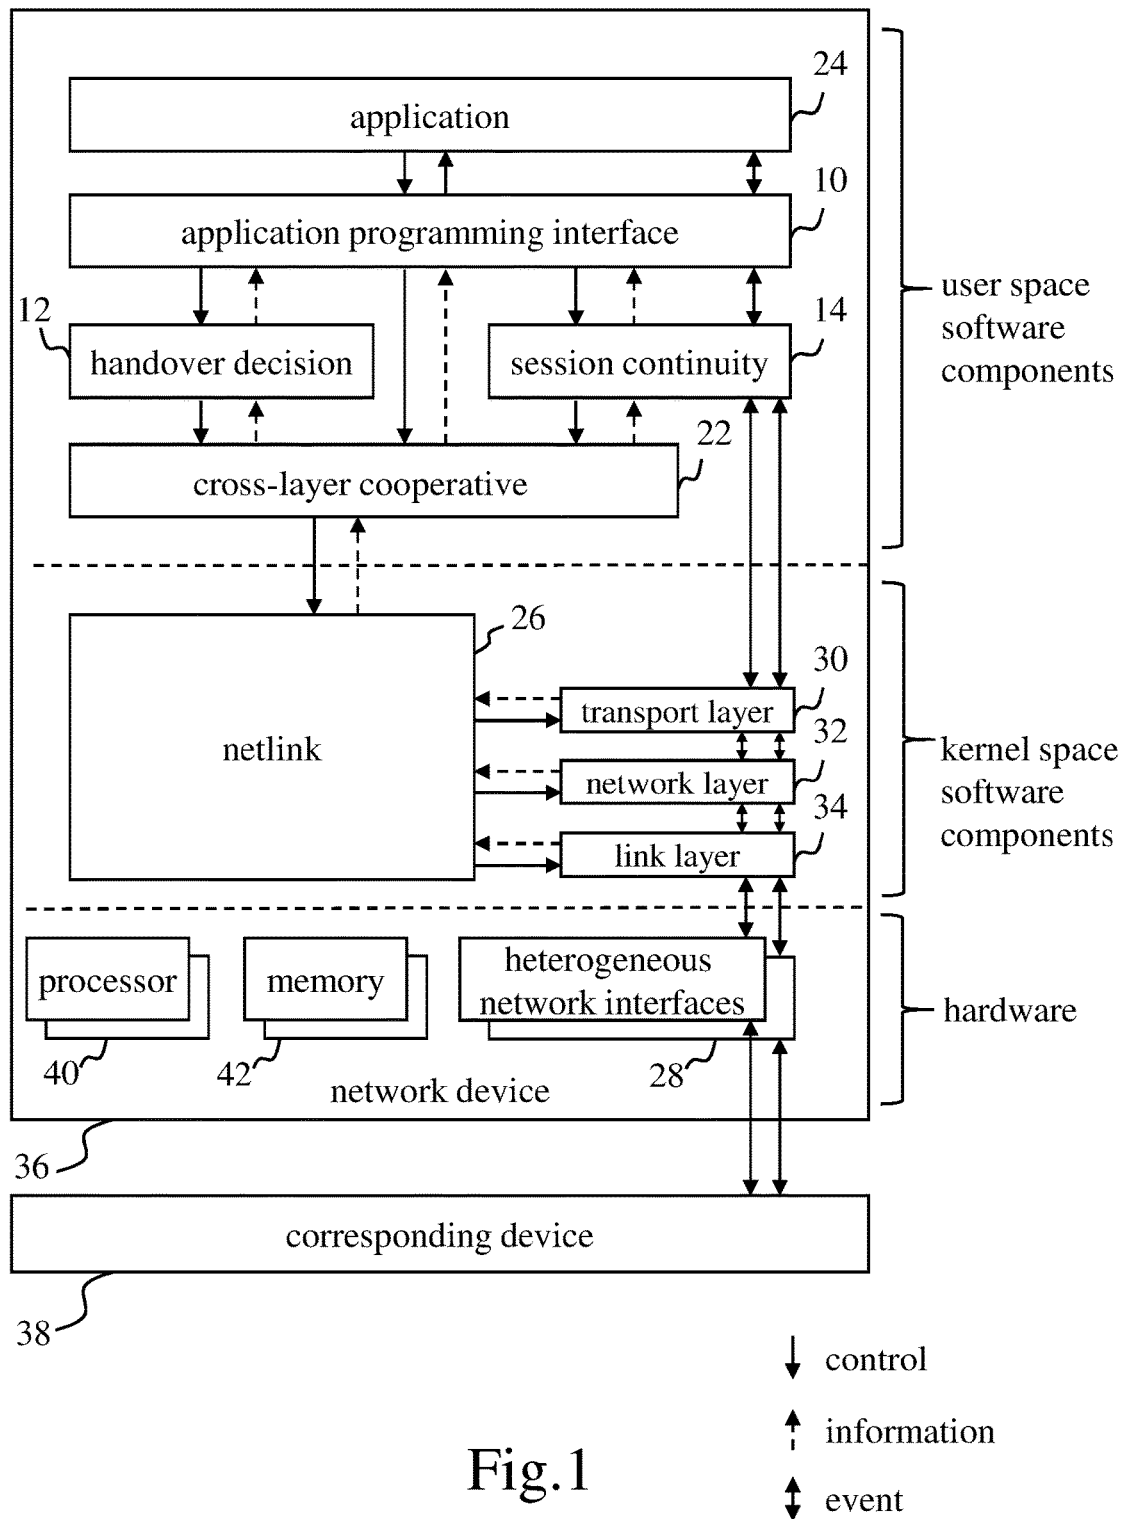 24
application
10
application programming interface
12
14
handover decision
session continuity
22
cross-layer cooperative
user space
software
components
26
30
transport layer
32
netlink
network layer
34
link layer
kernel space
software
components
processor
memory
heterogeneous
network interfaces
hardware
40
42
28
network device
36
corresponding device
38
control
information
event
Fig.1